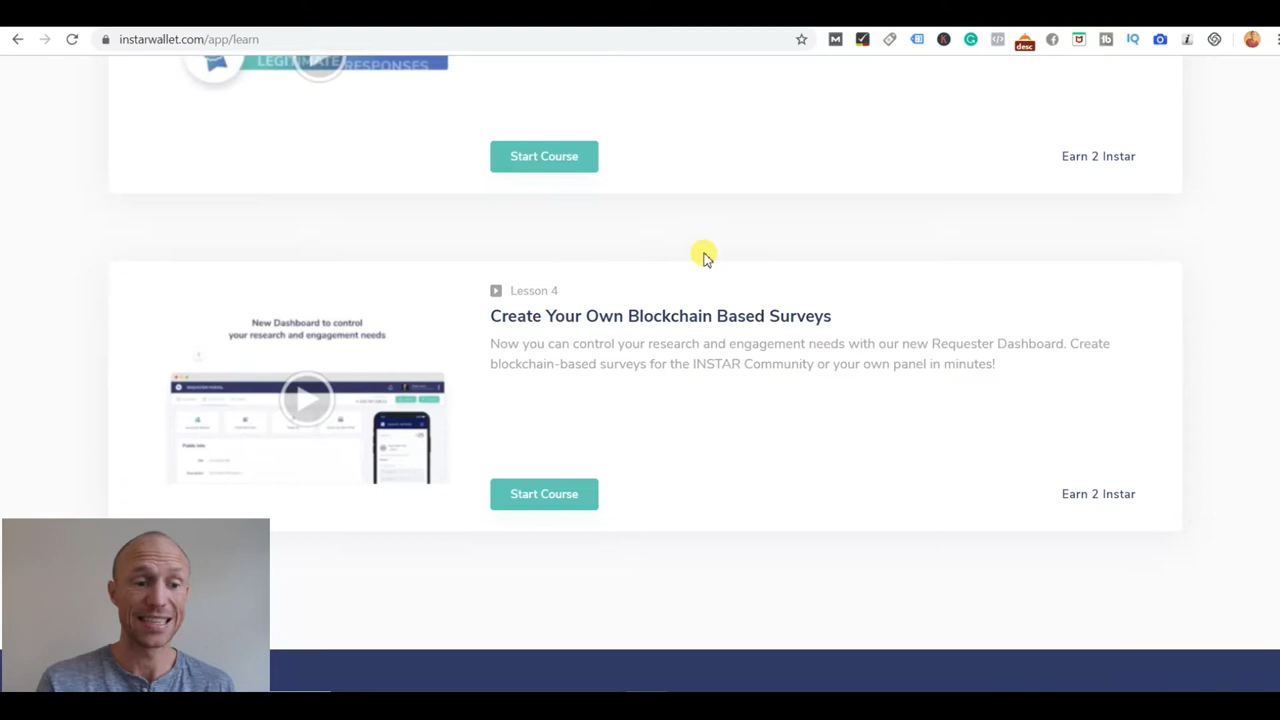 instarwallet.com/app/learn
desc
LEGITIMATE
RESPONSES
Start Course
Earn 2 Instar
Lesson 4
Create Your Own Blockchain Based Surveys
Now you can control your research and engagement needs with our new Requester Dashboard. Create
blockchain-based surveys for the INSTAR Community or your own panel in minutes!
New Dashboard to control
your research and engagement needs
Start Course
Earn 2 Instar